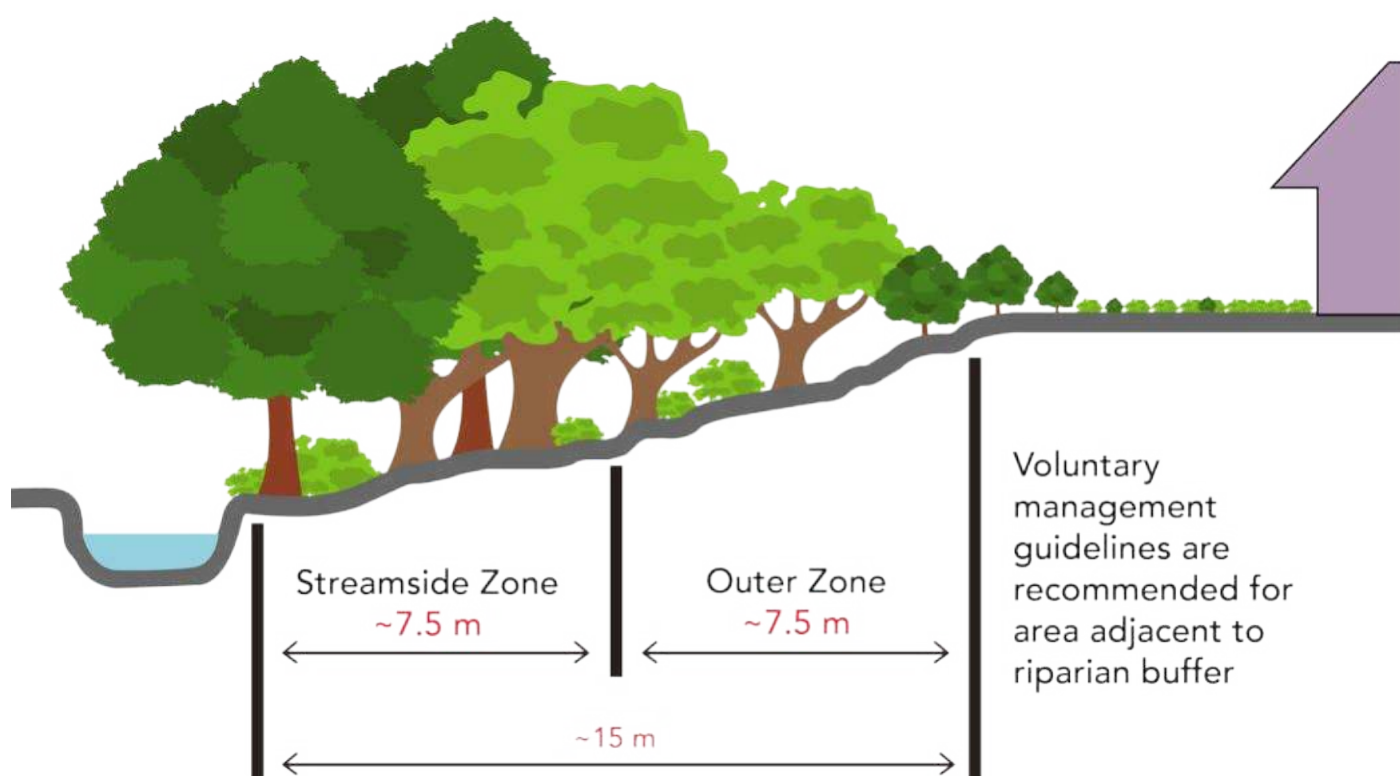 Streamside Zone
~7.5 m
Outer Zone
~7.5 m
~15 m
Voluntary
management
guidelines are
recommended for
area adjacent to
riparian buffer